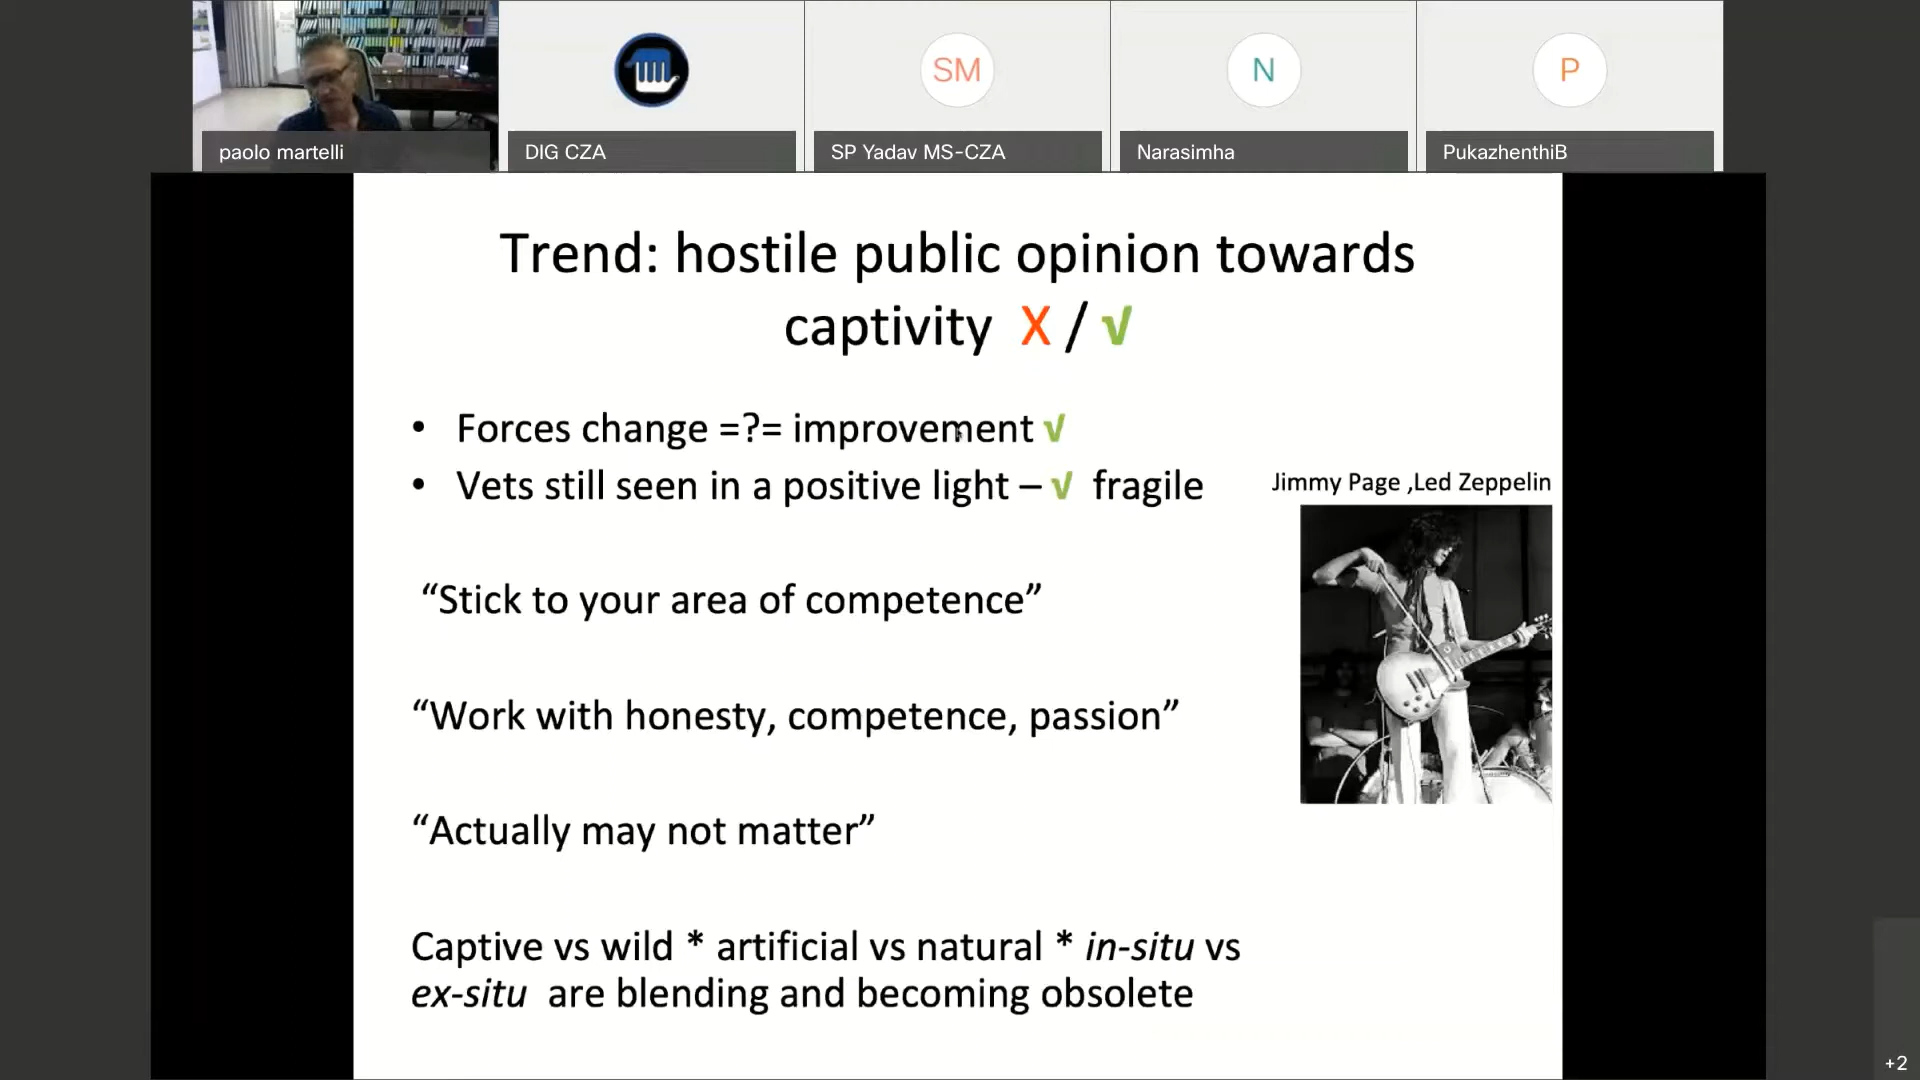 SM
N
P
paolo martelli
DIG CZA
SP Yadav MS-CZA
Narasimha
PukazhenthiB
Trend: hostile public opinion towards
captivity X / √
• Forces change =?= improvement √
• Vets still seen in a positive light – √ fragile
Jimmy Page ,Led Zeppelin
“Stick to your area of competence”
“Work with honesty, competence, passion”
“Actually may not matter”
Captive vs wild * artificial vs natural * in-situ vs
ex-situ are blending and becoming obsolete
+2